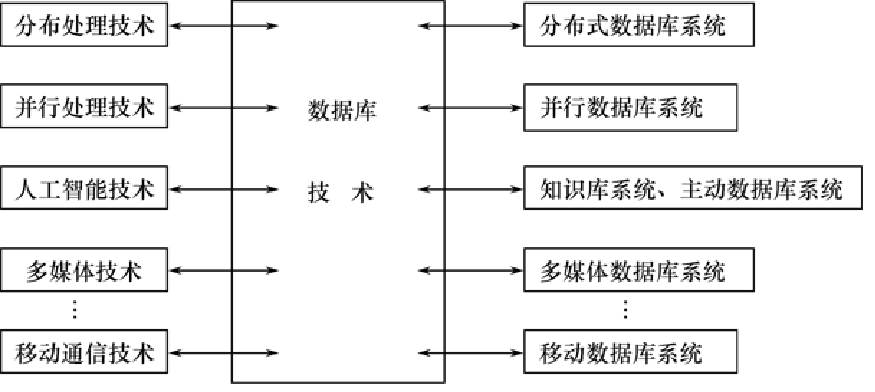 分布处理技术
分布式数据库系统
并行处理技术
数据库
并行数据库系统
人工智能技术
技 术
知识库系统、主动数据库系统
多媒体技术
多媒体数据库系统
⋮
⋮
移动通信技术
移动数据库系统